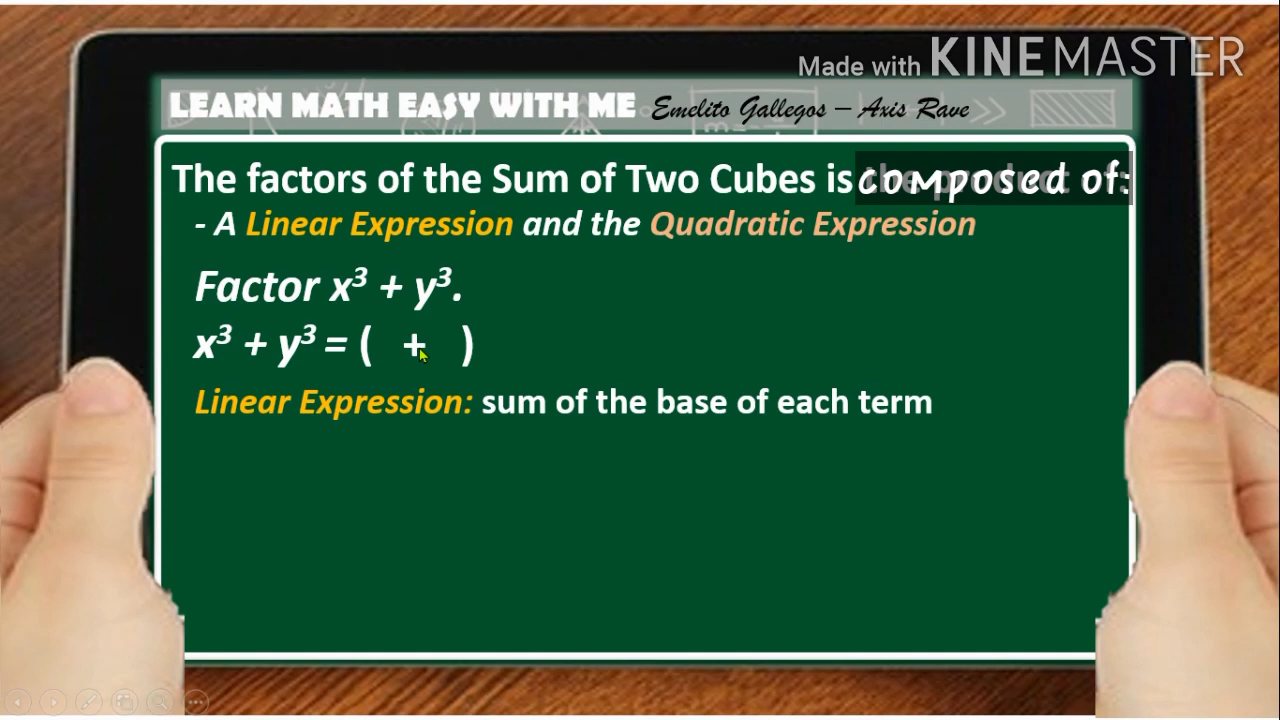 Made with KINEMASTER
LEARN MATH EASY WITH ME Emelito Gallegos – Axis Rave
The factors of the Sum of Two Cubes is composed of:
- A Linear Expression and the Quadratic Expression
Factor x³ + y³.
x³ + y³ = (   +   )
Linear Expression: sum of the base of each term